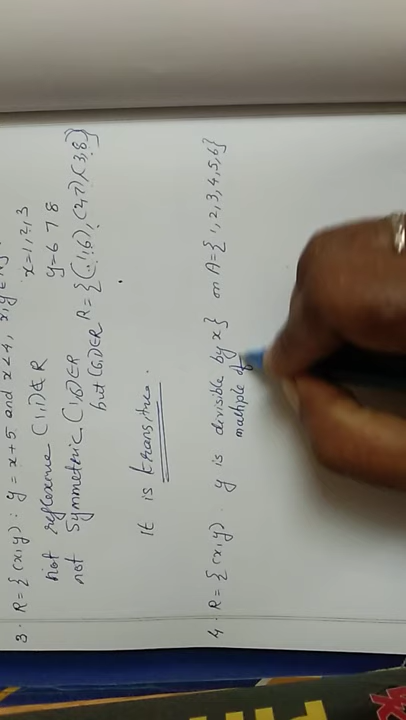 3. R = {(x,y) : y = x+5 and x<4, x,y ∈
x=1,2,3
not reflexive (1,1) ∉ R
y=6 7 8
not symmetric (1,6) ∈ R
but (6,1) ∉ R R = {(1,6), (2,7), (3,8)}
it is transitive.
4. R = {(x,y). y is divisible by x} on A = {1,2,3,4,5,6}
multiple of